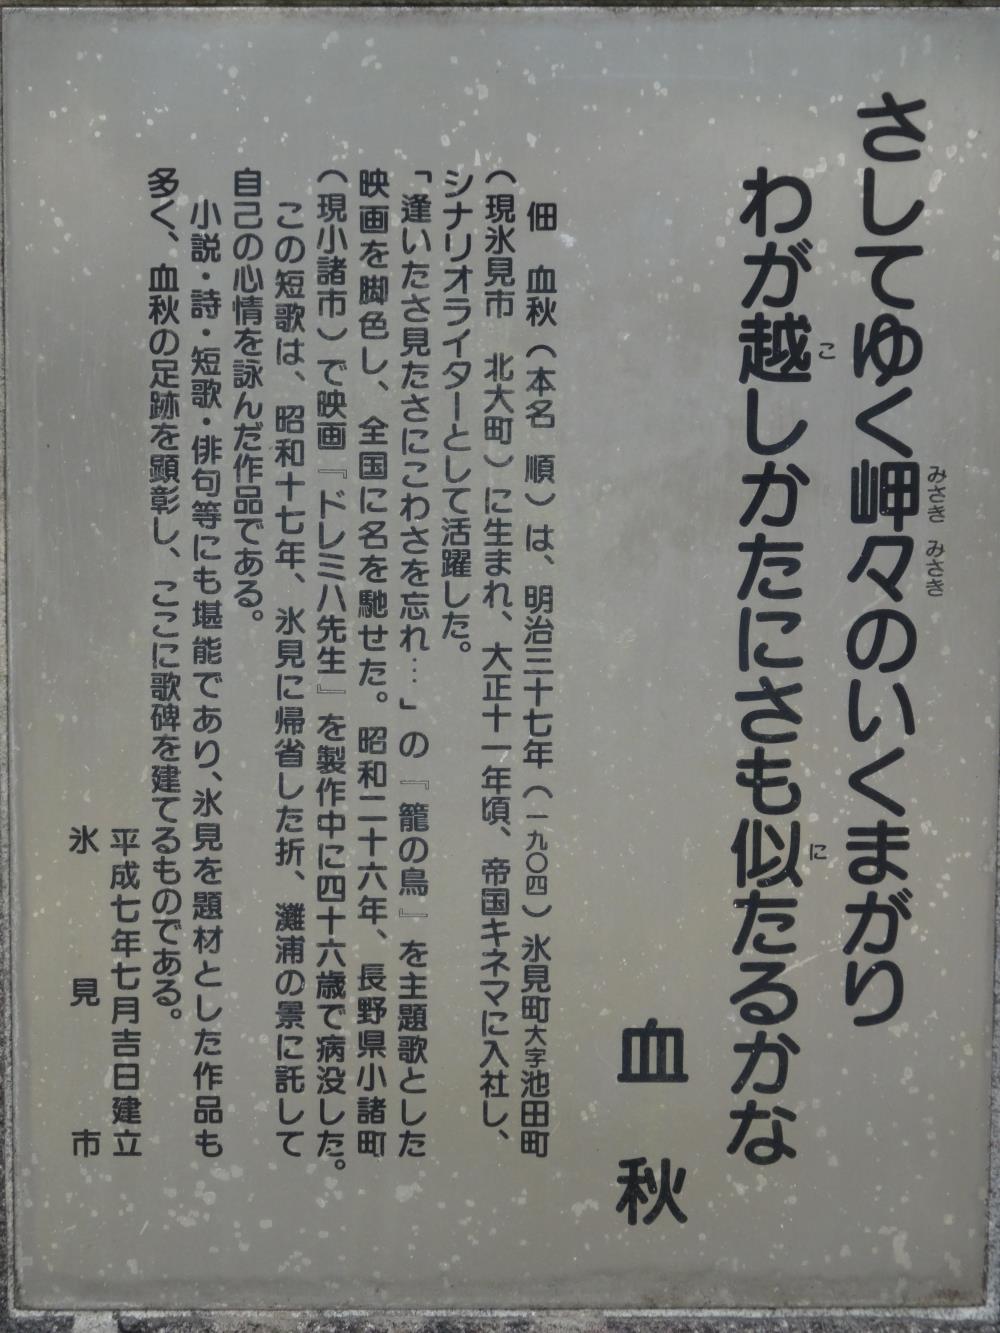 さしてゆく岬々のいくまがり
みさき みさき
わが越しかたにさも似たるかな
こ
に
血秋
佃 血秋（本名 順）は、明治三十七年（一九〇四）氷見町大字池田町
（現氷見市 北大町）に生まれ、大正十一年頃、帝国キネマに入社し、
シナリオライターとして活躍した。
「逢いたさ見たさにこわさを忘れ…」の『籠の鳥』を主題歌とした
映画を脚色し、全国に名を馳せた。昭和二十六年、長野県小諸町
（現小諸市）で映画『ドレミハ先生』を製作中に四十六歳で病没した。
この短歌は、昭和十七年、氷見に帰省した折、灘浦の景に託して
自己の心情を詠んだ作品である。
小説・詩・短歌・俳句等にも堪能であり、氷見を題材とした作品も
多く、血秋の足跡を顕彰し、ここに歌碑を建てるものである。
平成七年七月吉日建立
氷見市